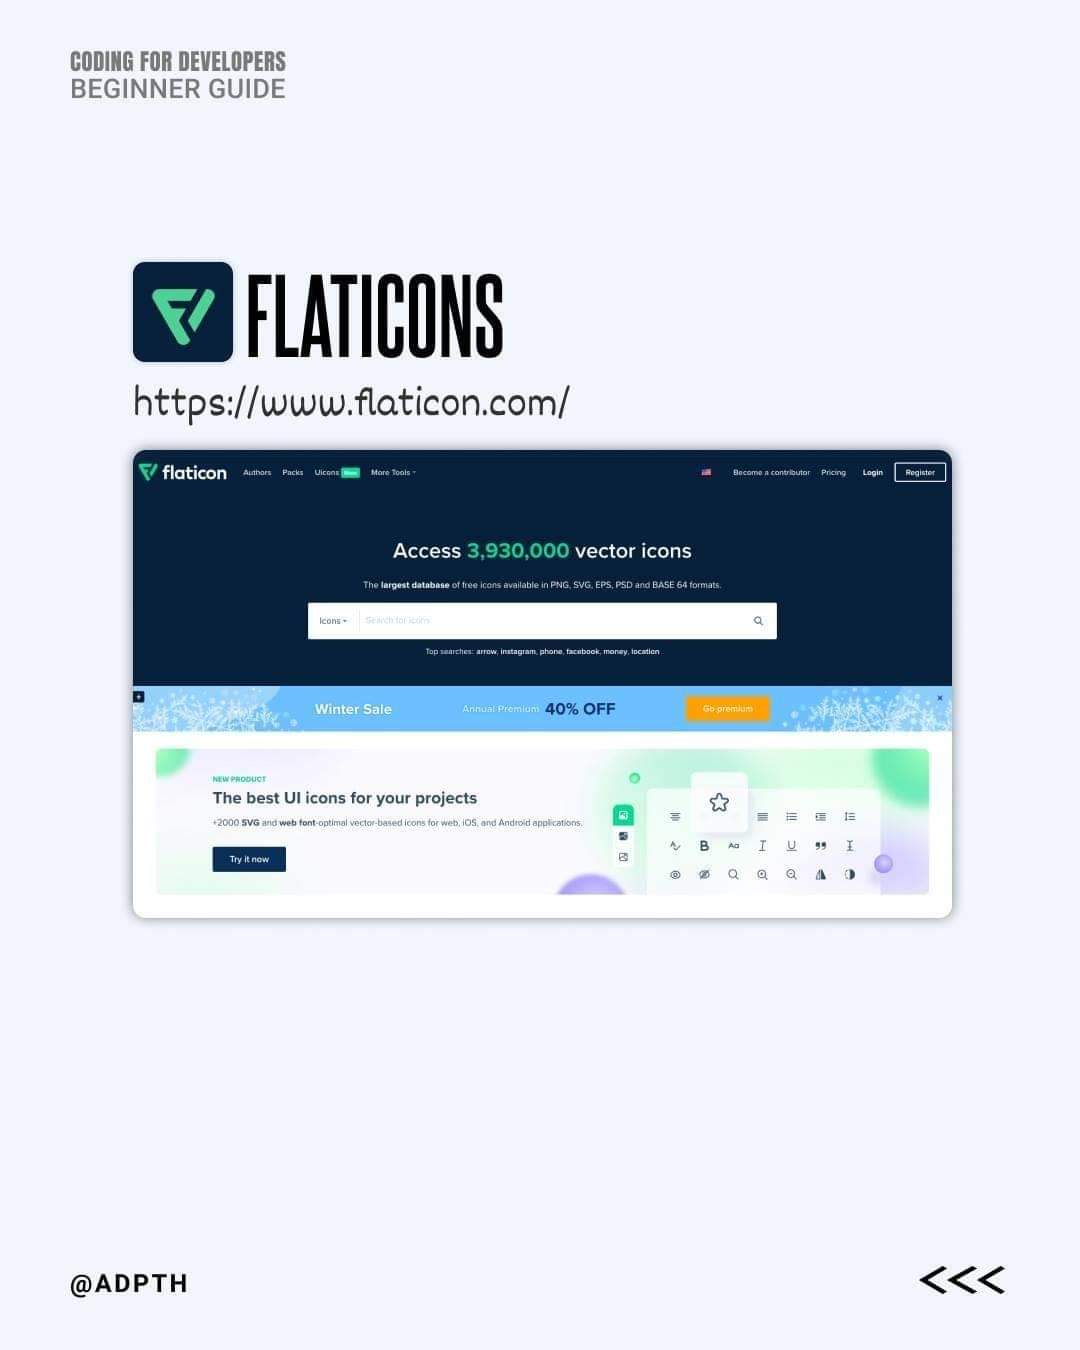 CODING FOR DEVELOPERS
BEGINNER GUIDE
FLATICONS
https://www.flaticon.com/
flaticon Authors Packs Uicons New More Tools Become a contributor Pricing Login Register
Access 3,930,000 vector icons
The largest database of free icons available in PNG, SVG, EPS, PSD and BASE 64 formats.
Icons Search for icons
Top searches: arrow, instagram, phone, facebook, money, location
Winter Sale Annual Premium 40% OFF Go premium
NEW PRODUCT
The best UI icons for your projects
+2000 SVG and web font-optimal vector-based icons for web, iOS, and Android applications.
Try it now
B Aa I U
@ADPTH
<<<